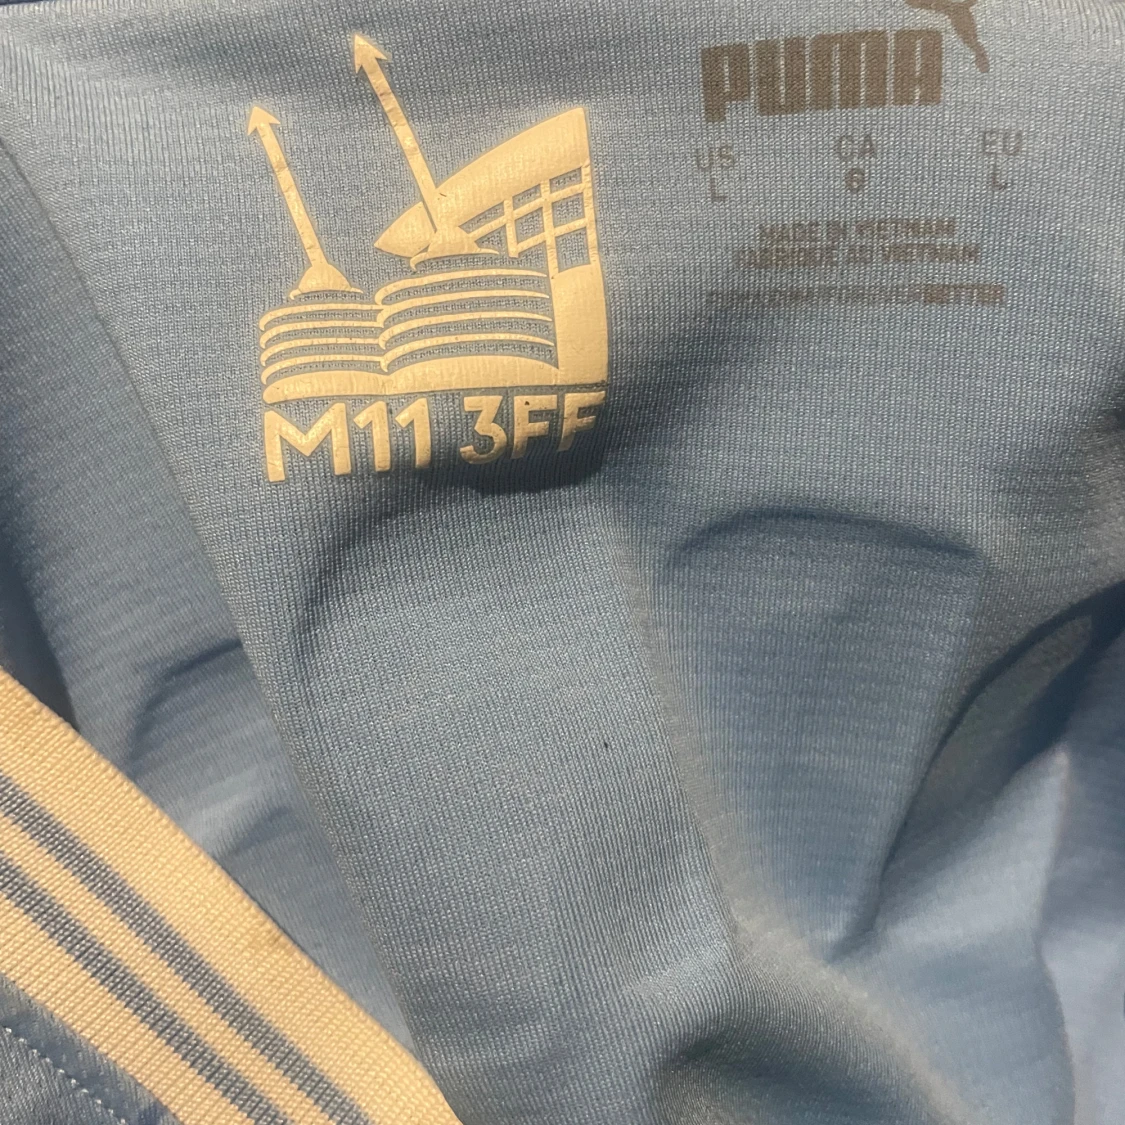 M11 3FF
PUMA
US CA EU
L G L
MADE IN VIETNAM
FABRIQUÉ AU VIETNAM